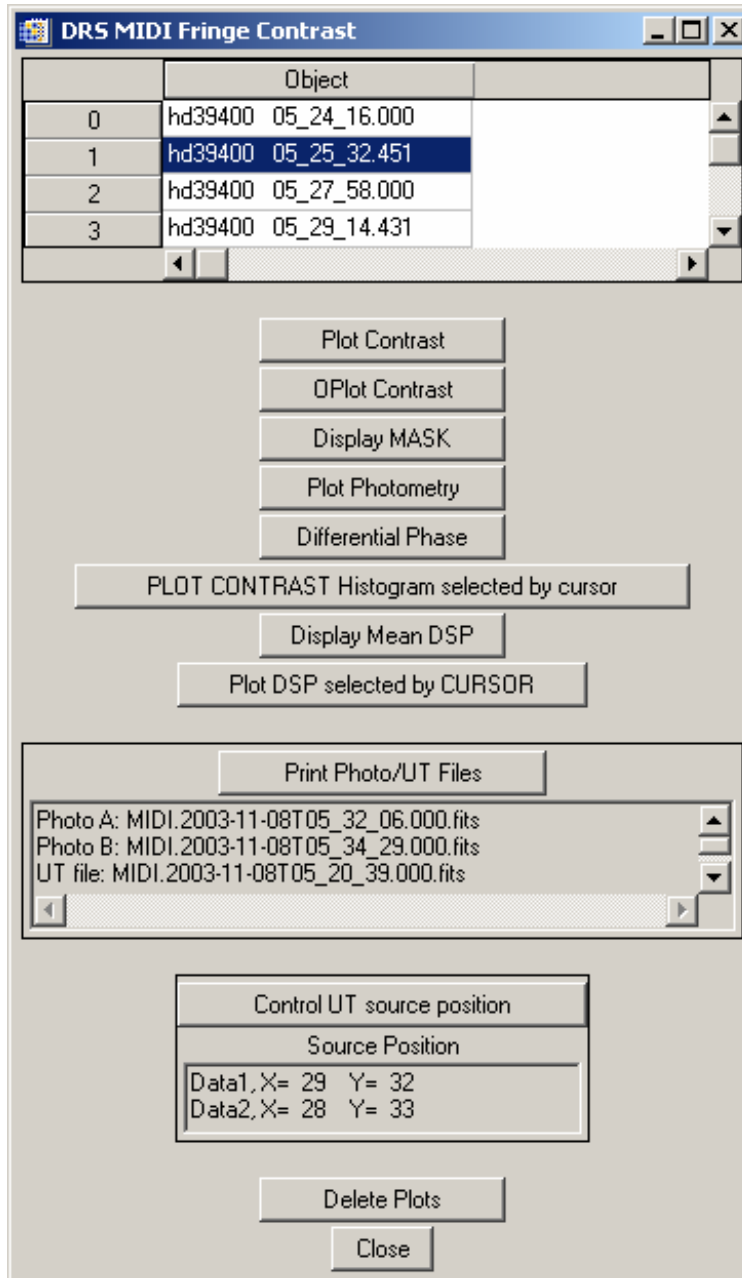 DRS MIDI Fringe Contrast
Object
0 hd39400 05_24_16.000
1 hd39400 05_25_32.451
2 hd39400 05_27_58.000
3 hd39400 05_29_14.431
Plot Contrast
OPlot Contrast
Display MASK
Plot Photometry
Differential Phase
PLOT CONTRAST Histogram selected by cursor
Display Mean DSP
Plot DSP selected by CURSOR
Print Photo/UT Files
Photo A: MIDI.2003-11-08T05_32_06.000.fits
Photo B: MIDI.2003-11-08T05_34_29.000.fits
UT file: MIDI.2003-11-08T05_20_39.000.fits
Control UT source position
Source Position
Data1, X= 29 Y= 32
Data2, X= 28 Y= 33
Delete Plots
Close